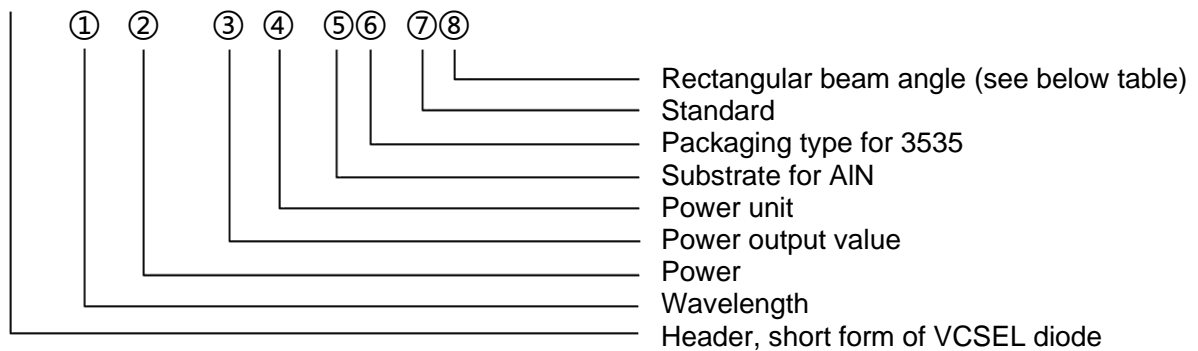 ① ② ③ ④ ⑤⑥ ⑦⑧
Rectangular beam angle (see below table)
Standard
Packaging type for 3535
Substrate for AlN
Power unit
Power output value
Power
Wavelength
Header, short form of VCSEL diode